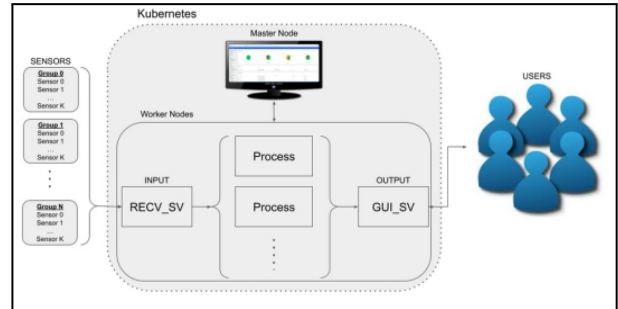 Kubernetes
Master Node
SENSORS
Group 0
Sensor 0
Sensor 1
...
Sensor K
Group 1
Sensor 0
Sensor 1
...
Sensor K
Group N
Sensor 0
Sensor 1
....
Sensor K
Worker Nodes
INPUT
RECV_SV
Process
Process
OUTPUT
GUI_SV
USERS